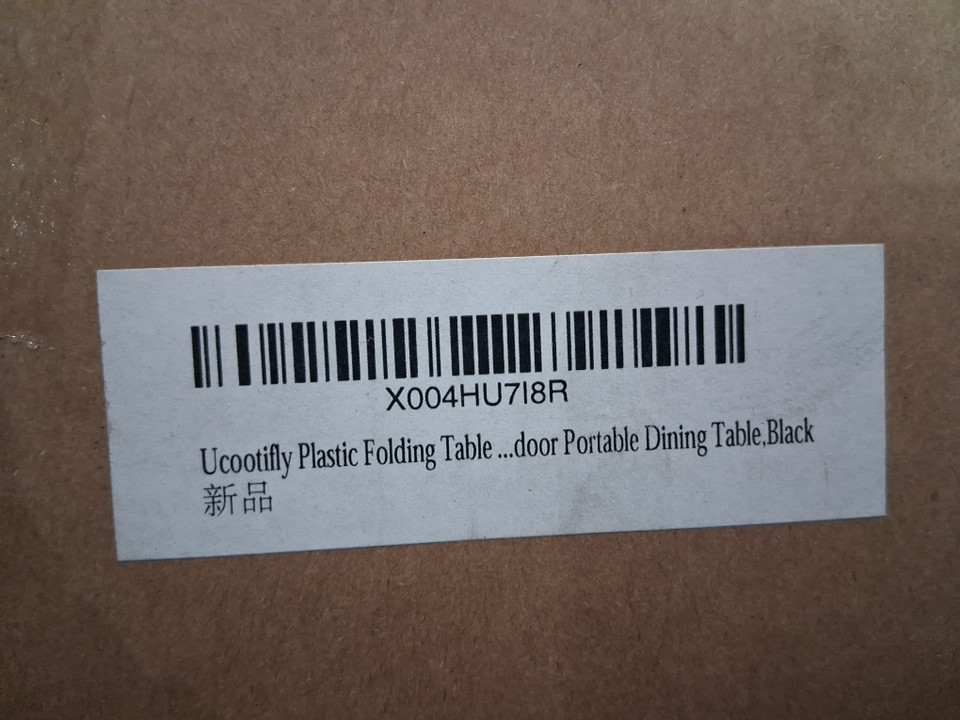 X004HU7I8R
Ucootifly Plastic Folding Table ...door Portable Dining Table,Black
新品